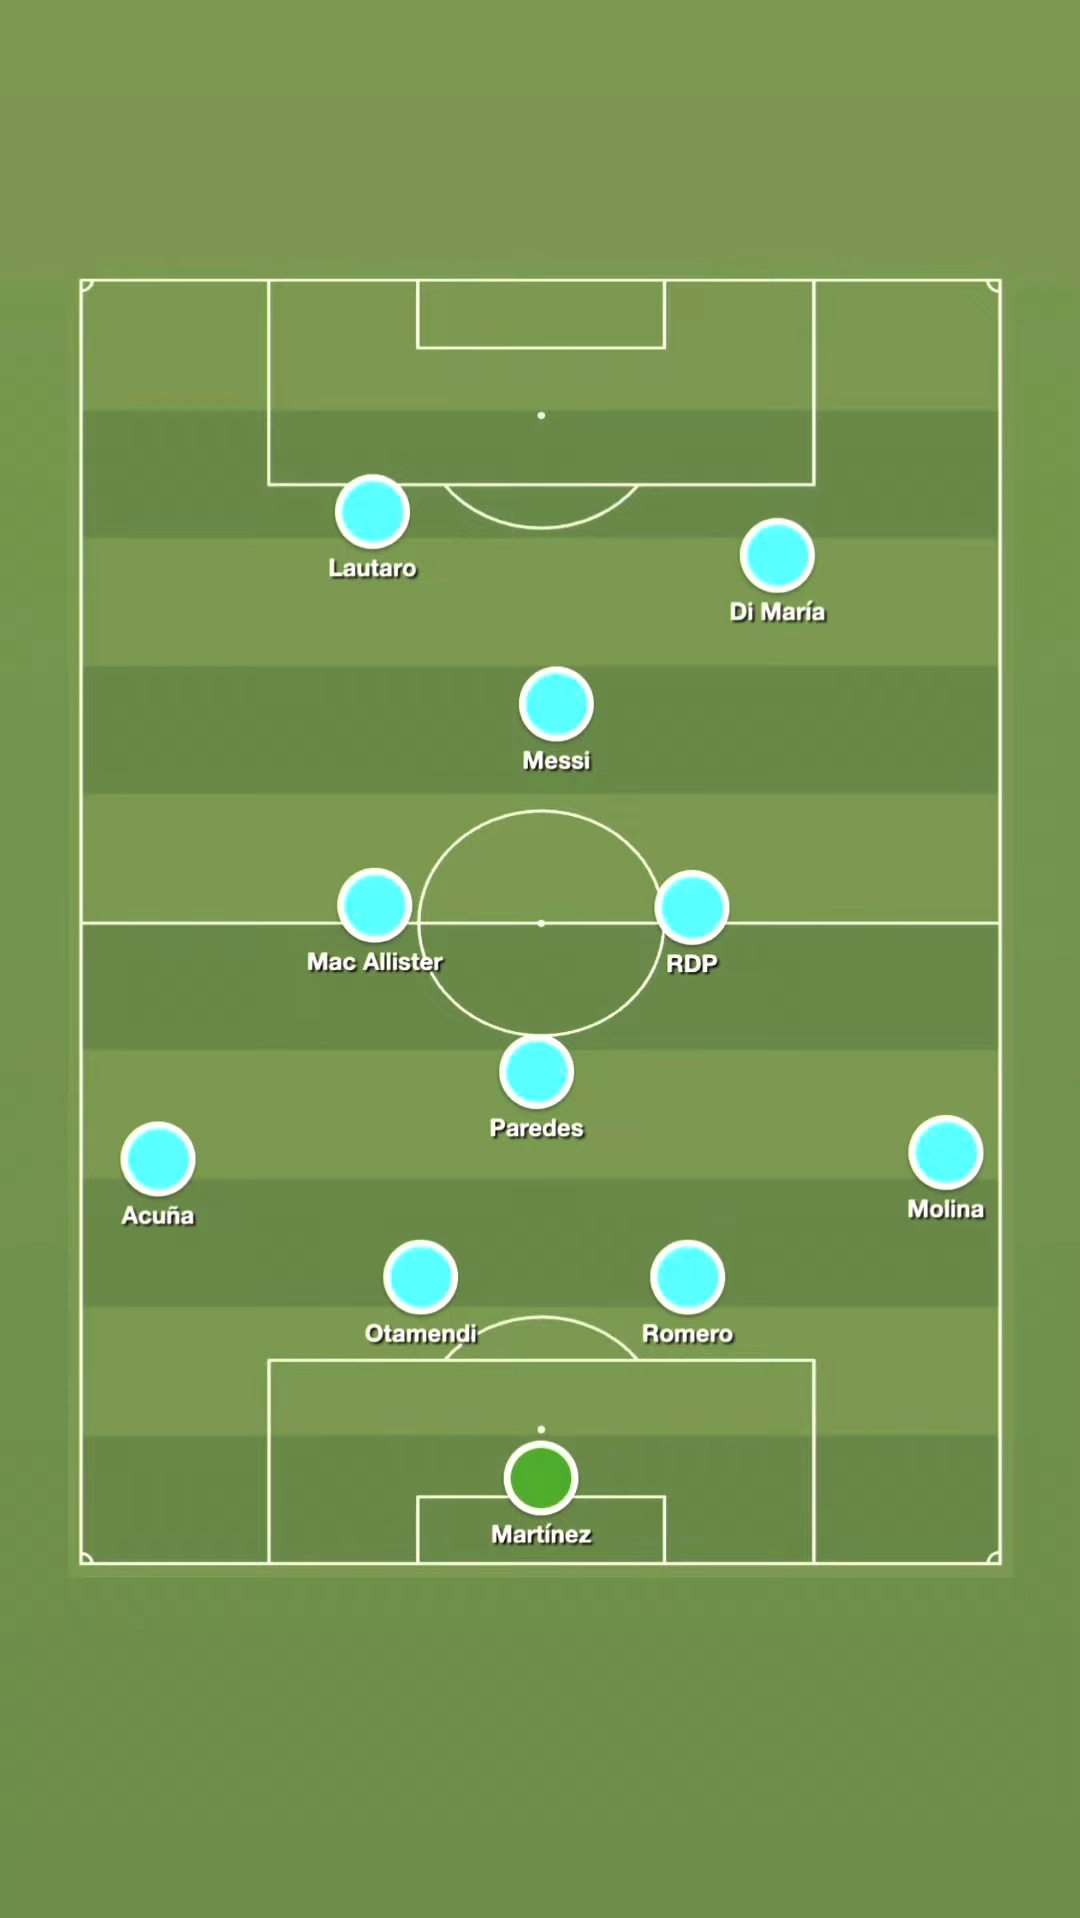 Lautaro
Di María
Messi
Mac Allister
RDP
Paredes
Acuña
Molina
Otamendi
Romero
Martínez